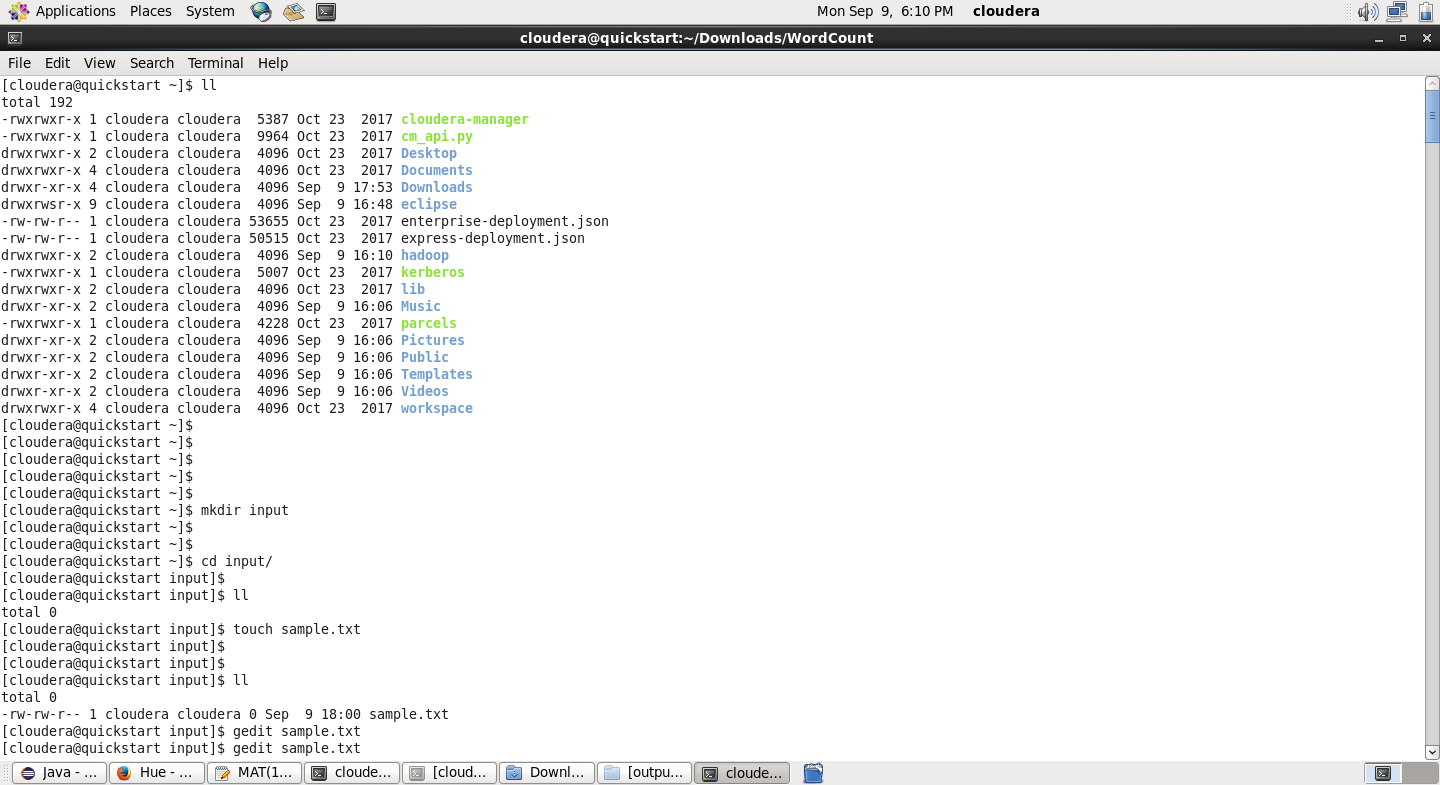 Applications Places System Mon Sep 9, 6:10 PM cloudera
cloudera@quickstart:~/Downloads/WordCount
File Edit View Search Terminal Help
[cloudera@quickstart ~]$ ll
total 192
-rwxrwxr-x 1 cloudera cloudera  5387 Oct 23  2017 cloudera-manager
-rwxrwxr-x 1 cloudera cloudera  9964 Oct 23  2017 cm_api.py
drwxrwxr-x 2 cloudera cloudera  4096 Oct 23  2017 Desktop
drwxrwxr-x 4 cloudera cloudera  4096 Oct 23  2017 Documents
drwxr-xr-x 4 cloudera cloudera  4096 Sep  9 17:53 Downloads
drwxrwsr-x 9 cloudera cloudera  4096 Sep  9 16:48 eclipse
-rw-rw-r-- 1 cloudera cloudera 53655 Oct 23  2017 enterprise-deployment.json
-rw-rw-r-- 1 cloudera cloudera 50515 Oct 23  2017 express-deployment.json
drwxrwxr-x 2 cloudera cloudera  4096 Sep  9 16:10 hadoop
-rwxrwxr-x 1 cloudera cloudera  5007 Oct 23  2017 kerberos
drwxrwxr-x 2 cloudera cloudera  4096 Oct 23  2017 lib
drwxr-xr-x 2 cloudera cloudera  4096 Sep  9 16:06 Music
-rwxrwxr-x 1 cloudera cloudera  4228 Oct 23  2017 parcels
drwxr-xr-x 2 cloudera cloudera  4096 Sep  9 16:06 Pictures
drwxr-xr-x 2 cloudera cloudera  4096 Sep  9 16:06 Public
drwxr-xr-x 2 cloudera cloudera  4096 Sep  9 16:06 Templates
drwxr-xr-x 2 cloudera cloudera  4096 Sep  9 16:06 Videos
drwxrwxr-x 4 cloudera cloudera  4096 Oct 23  2017 workspace
[cloudera@quickstart ~]$
[cloudera@quickstart ~]$
[cloudera@quickstart ~]$
[cloudera@quickstart ~]$
[cloudera@quickstart ~]$
[cloudera@quickstart ~]$ mkdir input
[cloudera@quickstart ~]$
[cloudera@quickstart ~]$
[cloudera@quickstart ~]$ cd input/
[cloudera@quickstart input]$
[cloudera@quickstart input]$ ll
total 0
[cloudera@quickstart input]$ touch sample.txt
[cloudera@quickstart input]$
[cloudera@quickstart input]$
[cloudera@quickstart input]$ ll
total 0
-rw-rw-r-- 1 cloudera cloudera 0 Sep  9 18:00 sample.txt
[cloudera@quickstart input]$ gedit sample.txt
[cloudera@quickstart input]$ gedit sample.txt
Java - ... Hue - ... MAT(1... cloude... [cloud... Downl... [outpu... cloude...